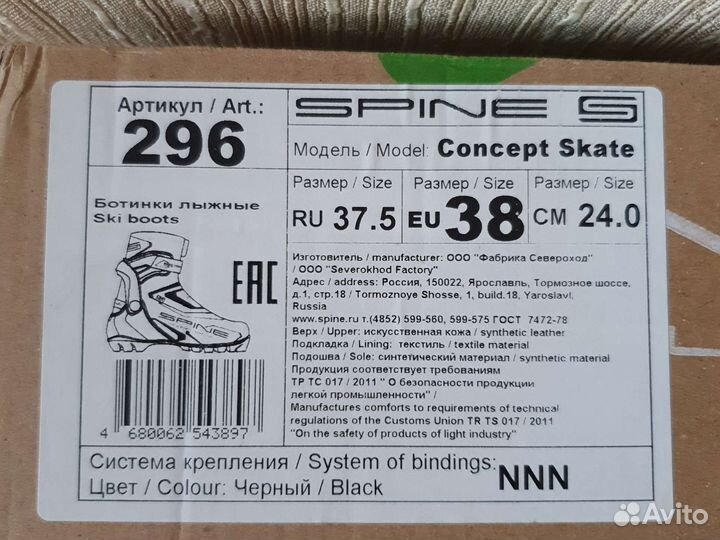 Артикул / Art.:
296
SPINE S
Модель / Model: Concept Skate
Ботинки лыжные
Ski boots
SPINE
EAC
4 680062 543897
Размер / Size
RU 37.5
Размер / Size
EU 38
Размер / Size
CM 24.0
Изготовитель / manufacturer: ООО "Фабрика Североход"
/ ООО "Severokhod Factory"
Адрес / address: Россия, 150022, Ярославль, Тормозное шоссе,
д.1, стр.18 / Tormoznoye Shosse, 1, build.18, Yaroslavl,
Russia
www.spine.ru т.(4852) 599-560, 599-575 ГОСТ 7472-78
Верх / Upper: искусственная кожа / synthetic leather
Подкладка / Lining: текстиль / textile material
Подошва / Sole: синтетический материал / synthetic material
Продукция соответствует требованиям
ТР ТС 017 / 2011 " О безопасности продукции
легкой промышленности" /
Manufactures comforts to requirements of technical
regulations of the Customs Union TR TS 017 / 2011
"On the safety of products of light industry"
Система крепления / System of bindings: NNN
Цвет / Colour: Черный / Black
Avito